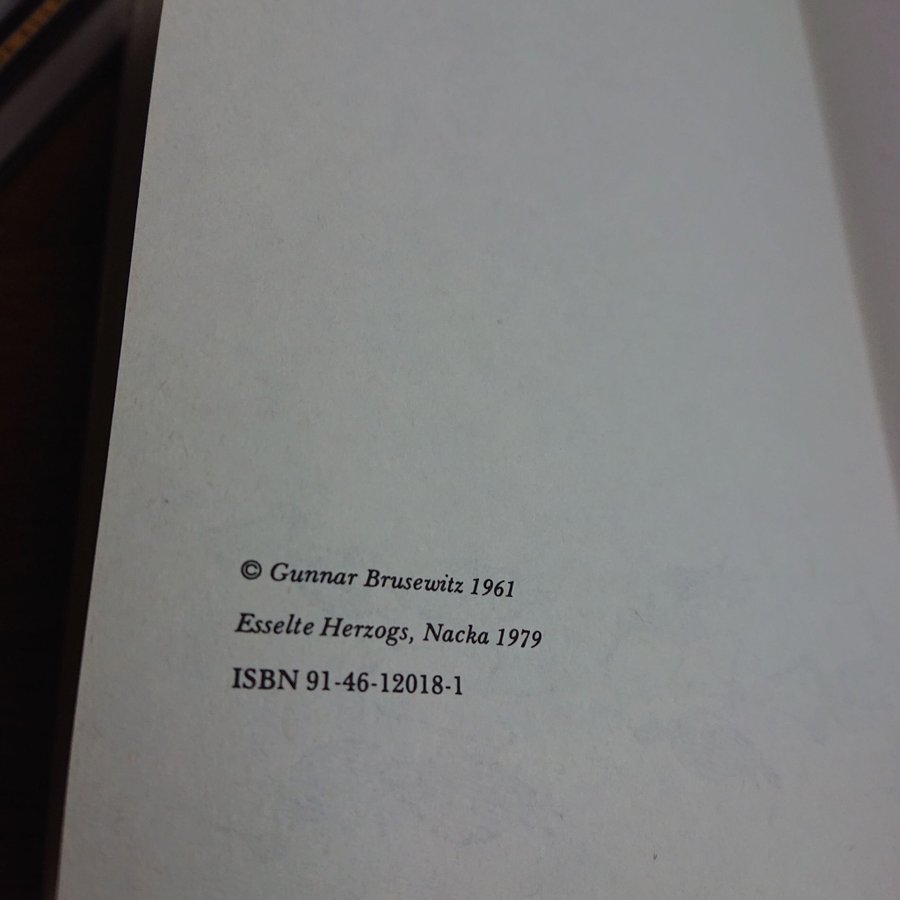 © Gunnar Brusewitz 1961
Esselte Herzogs, Nacka 1979
ISBN 91-46-12018-1